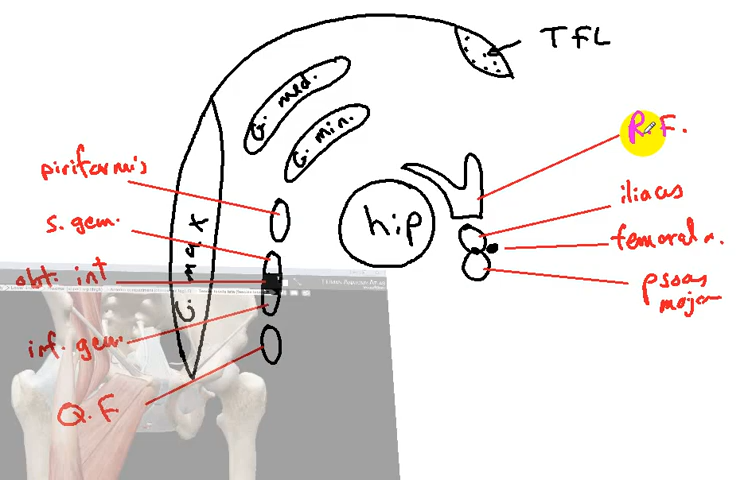 TFL
G. med.
R.F.
G. min.
piriformis
iliacus
s. gem.
hip
femoral n.
G. max
obt. int
psoas
major
inf. gem.
Q.F.